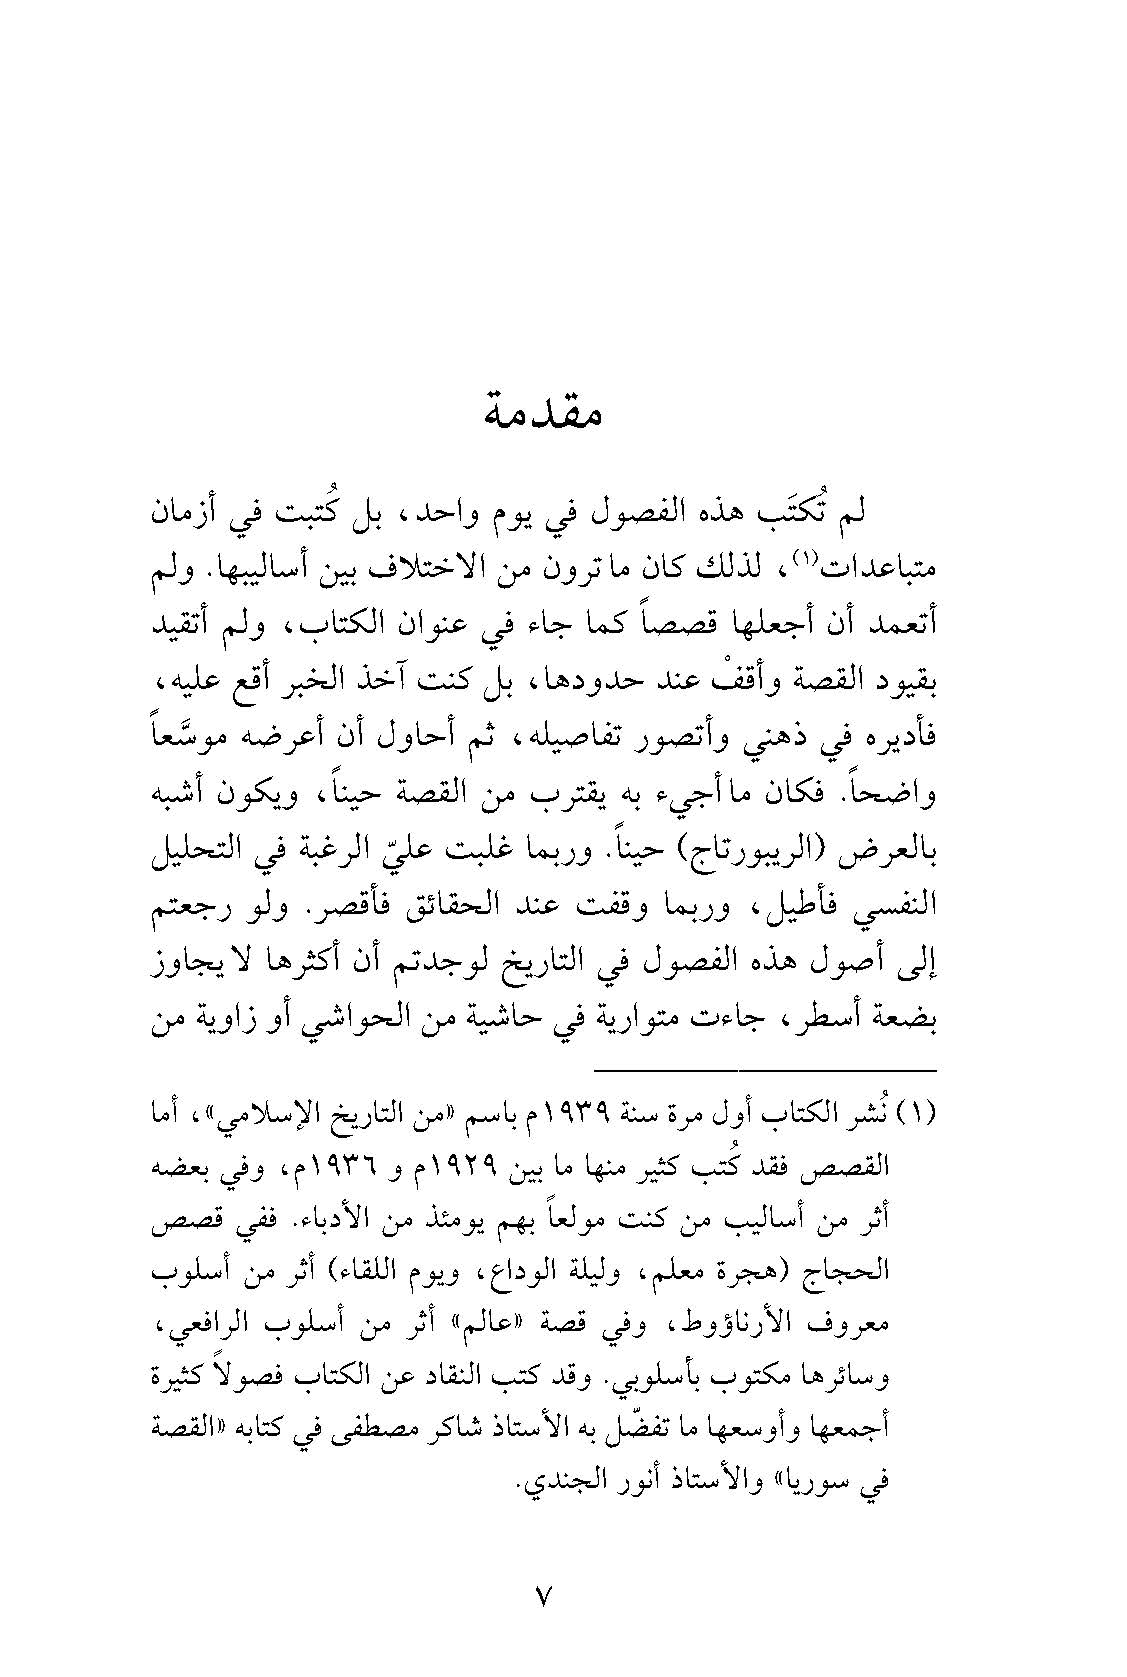 مقدمة
لم تُكتَب هذه الفصول في يوم واحد، بل كُتبت في أزمان
متباعدات(١)، لذلك كان ما ترون من الاختلاف بين أساليبها. ولم
أتعمد أن أجعلها قصصاً كما جاء في عنوان الكتاب، ولم أتقيد
بقيود القصة وأقفْ عند حدودها، بل كنت آخذ الخبر أقع عليه،
فأديره في ذهني وأتصور تفاصيله، ثم أحاول أن أعرضه موسَّعاً
واضحاً. فكان ما أجيء به يقترب من القصة حيناً، ويكون أشبه
بالعرض (الريبورتاج) حيناً. وربما غلبت عليّ الرغبة في التحليل
النفسي فأطيل، وربما وقفت عند الحقائق فأقصر. ولو رجعتم
إلى أصول هذه الفصول في التاريخ لوجدتم أن أكثرها لا يجاوز
بضعة أسطر، جاءت متوارية في حاشية من الحواشي أو زاوية من
(١) نُشر الكتاب أول مرة سنة ١٩٣٩م باسم «من التاريخ الإسلامي»، أما
القصص فقد كُتب كثير منها ما بين ١٩٢٩م و ١٩٣٦م، وفي بعضه
أثر من أساليب من كنت مولعاً بهم يومئذ من الأدباء. ففي قصص
الحجاج (هجرة معلم، وليلة الوداع، ويوم اللقاء) أثر من أسلوب
معروف الأرناؤوط، وفي قصة «عالم» أثر من أسلوب الرافعي،
وسائرها مكتوب بأسلوبي. وقد كتب النقاد عن الكتاب فصولاً كثيرة
أجمعها وأوسعها ما تفضّل به الأستاذ شاكر مصطفى في كتابه «القصة
في سوريا» والأستاذ أنور الجندي.
٧